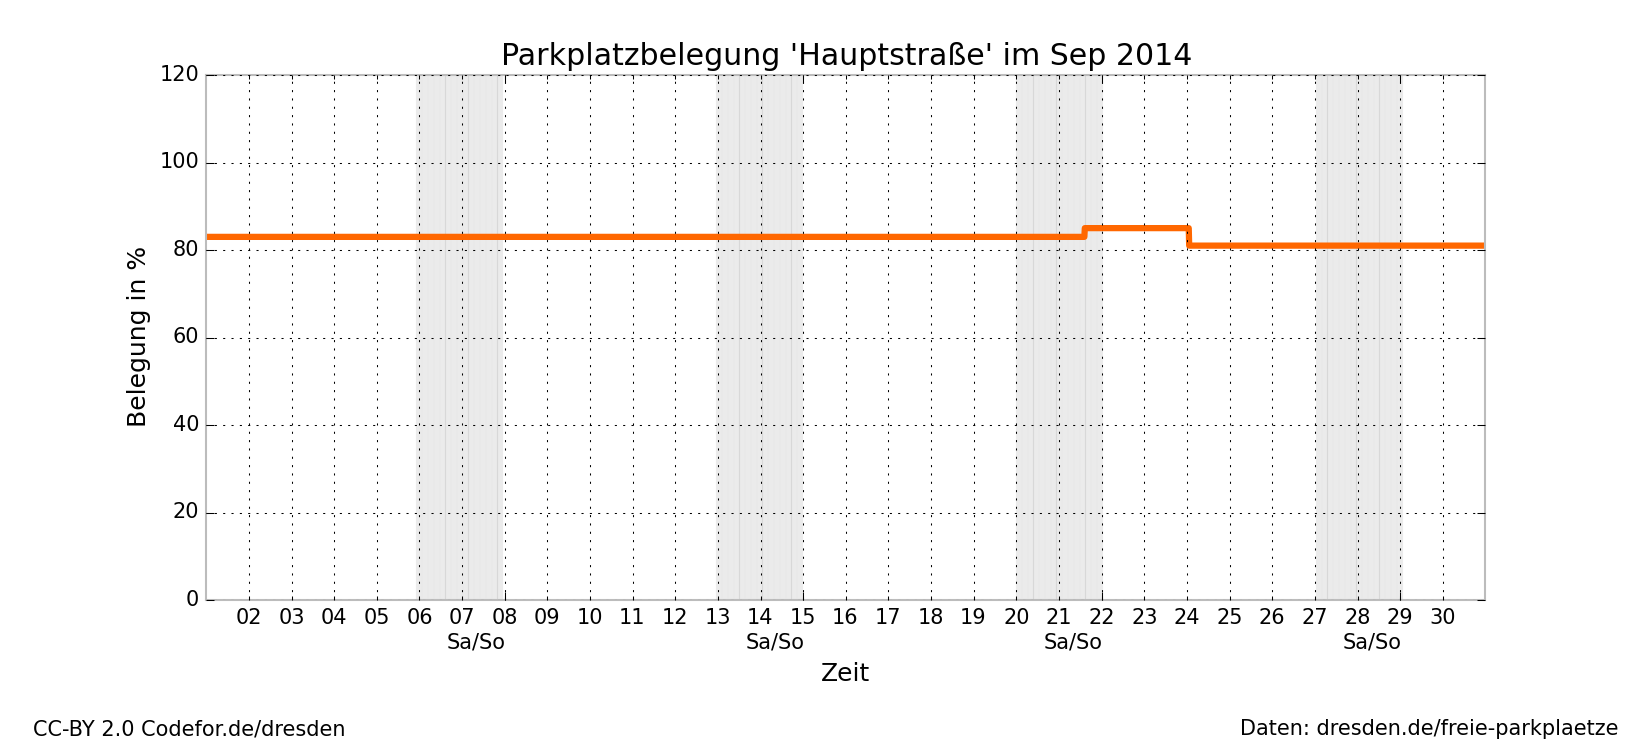 Parkplatzbelegung 'Hauptstraße' im Sep 2014
120
100
80
60
40
20
0
Belegung in %
02 03 04 05 06 07 08 09 10 11 12 13 14 15 16 17 18 19 20 21 22 23 24 25 26 27 28 29 30
Sa/So Sa/So Sa/So Sa/So
Zeit
CC-BY 2.0 Codefor.de/dresden
Daten: dresden.de/freie-parkplaetze